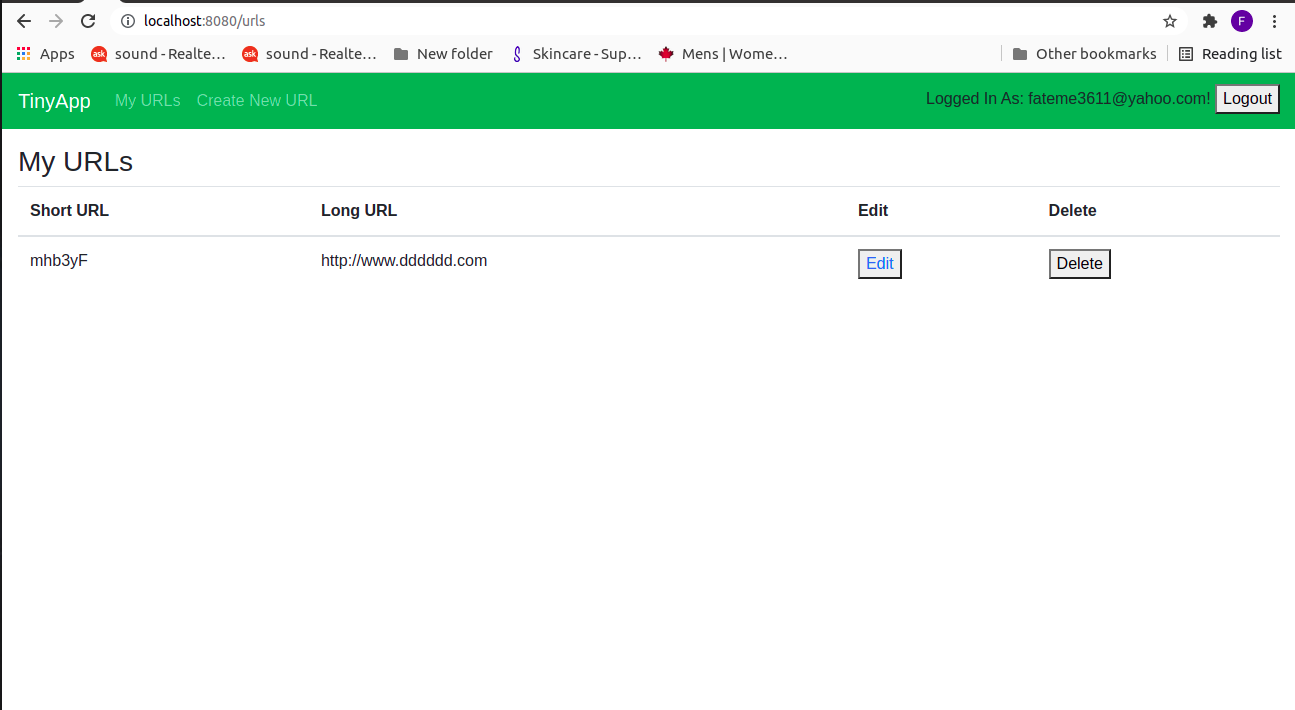 localhost:8080/urls
F
Apps
ask sound - Realte...
ask sound - Realte...
New folder
Skincare - Sup...
Mens | Wome...
Other bookmarks
Reading list
TinyApp My URLs Create New URL Logged In As: fateme3611@yahoo.com! Logout
My URLs
Short URL Long URL Edit Delete
mhb3yF http://www.dddddd.com Edit Delete